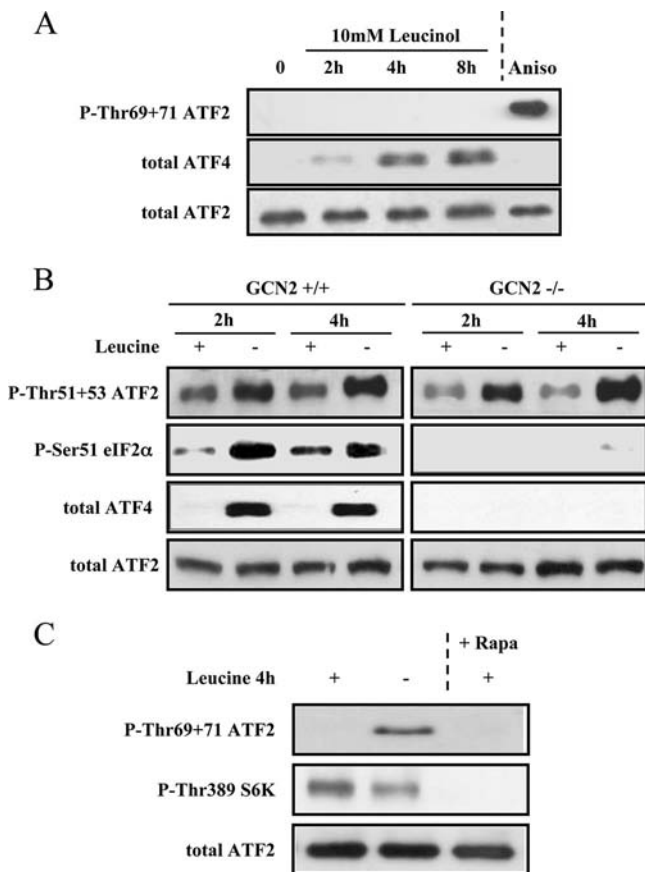 A
10mM Leucinol
0 2h 4h 8h Aniso
P-Thr69+71 ATF2
total ATF4
total ATF2
B
GCN2 +/+ GCN2 -/-
2h 4h 2h 4h
Leucine + - + - + - + -
P-Thr51+53 ATF2
P-Ser51 eIF2α
total ATF4
total ATF2
C
+ Rapa
Leucine 4h + - +
P-Thr69+71 ATF2
P-Thr389 S6K
total ATF2